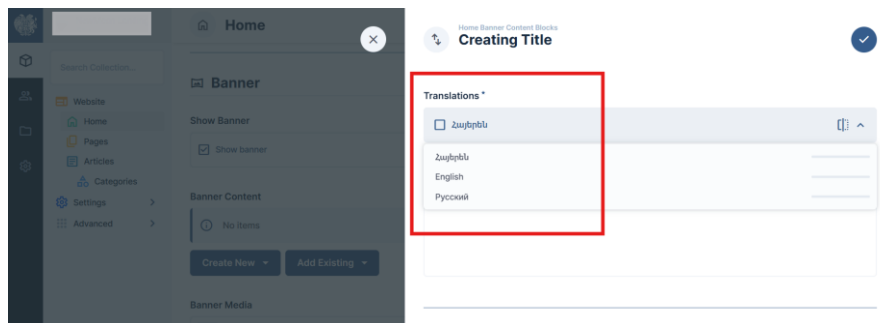 Home
Search Collection...
Website
Home
Pages
Articles
Categories
Settings
Advanced
Banner
Show Banner
Show banner
Banner Content
No items
Create New
Add Existing
Banner Media
Home Banner Content Blocks
Creating Title
Translations *
Հայերեն
Հայերեն
English
Русский